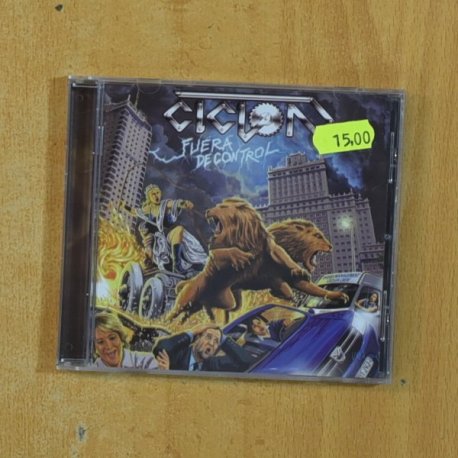 CICLON
15,00
FUERA
DE CONTROL